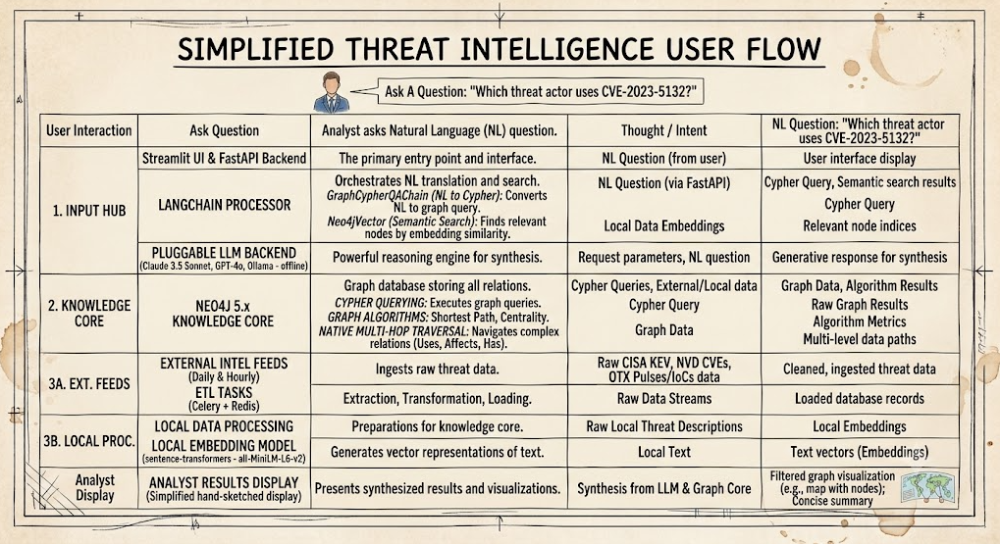 SIMPLIFIED THREAT INTELLIGENCE USER FLOW
Ask A Question: "Which threat actor uses CVE-2023-5132?"
User Interaction
Ask Question
Analyst asks Natural Language (NL) question.
Thought / Intent
NL Question: "Which threat actor
uses CVE-2023-5132?"
1. INPUT HUB
Streamlit UI & FastAPI Backend
The primary entry point and interface.
NL Question (from user)
User interface display
LANGCHAIN PROCESSOR
Orchestrates NL translation and search.
GraphCypherQAChain (NL to Cypher): Converts
NL to graph query.
Neo4jVector (Semantic Search): Finds relevant
nodes by embedding similarity.
NL Question (via FastAPI)
Local Data Embeddings
Cypher Query, Semantic search results
Cypher Query
Relevant node indices
PLUGGABLE LLM BACKEND
(Claude 3.5 Sonnet, GPT-4o, Ollama - offline)
Powerful reasoning engine for synthesis.
Request parameters, NL question
Generative response for synthesis
2. KNOWLEDGE
CORE
NEO4J 5.x
KNOWLEDGE CORE
Graph database storing all relations.
CYPHER QUERYING: Executes graph queries.
GRAPH ALGORITHMS: Shortest Path, Centrality.
NATIVE MULTI-HOP TRAVERSAL: Navigates complex
relations (Uses, Affects, Has).
Cypher Queries, External/Local data
Cypher Query
Graph Data
Graph Data, Algorithm Results
Raw Graph Results
Algorithm Metrics
Multi-level data paths
3A. EXT. FEEDS
EXTERNAL INTEL FEEDS
(Daily & Hourly)
Ingests raw threat data.
Raw CISA KEV, NVD CVEs,
OTX Pulses/IoCs data
Cleaned, ingested threat data
ETL TASKS
(Celery + Redis)
Extraction, Transformation, Loading.
Raw Data Streams
Loaded database records
3B. LOCAL PROC.
LOCAL DATA PROCESSING
Preparations for knowledge core.
Raw Local Threat Descriptions
Local Embeddings
LOCAL EMBEDDING MODEL
(sentence-transformers - all-MiniLM-L6-v2)
Generates vector representations of text.
Local Text
Text vectors (Embeddings)
Analyst
Display
ANALYST RESULTS DISPLAY
(Simplified hand-sketched display)
Presents synthesized results and visualizations.
Synthesis from LLM & Graph Core
Filtered graph visualization
(e.g., map with nodes);
Concise summary